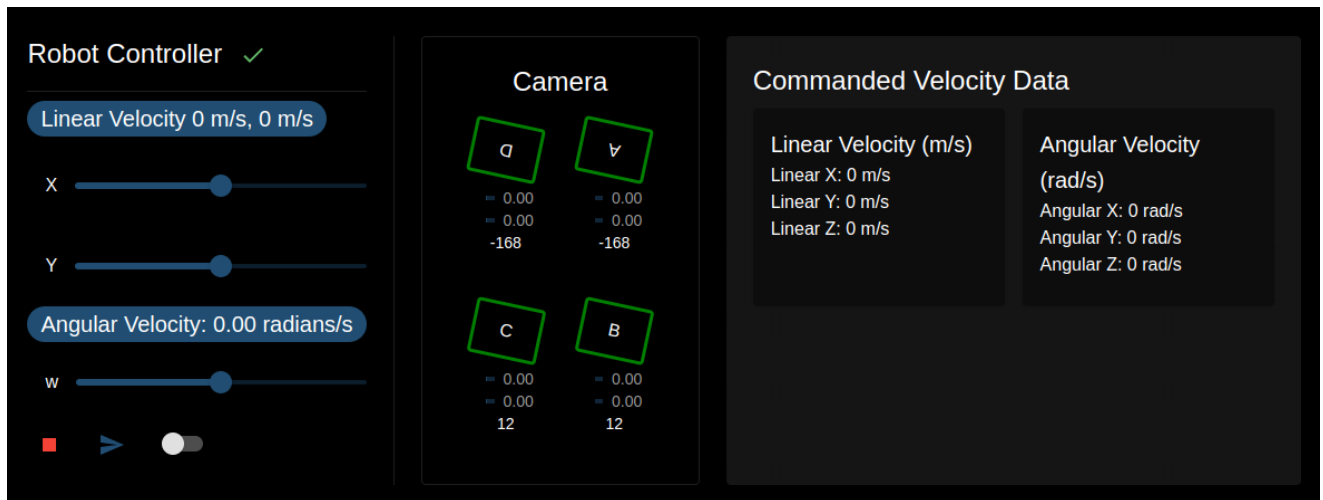 Robot Controller
Linear Velocity 0 m/s, 0 m/s
X
Y
Angular Velocity: 0.00 radians/s
w
Camera
D A
0.00 0.00
0.00 0.00
-168 -168
C B
0.00 0.00
0.00 0.00
12 12
Commanded Velocity Data
Linear Velocity (m/s)
Linear X: 0 m/s
Linear Y: 0 m/s
Linear Z: 0 m/s
Angular Velocity
(rad/s)
Angular X: 0 rad/s
Angular Y: 0 rad/s
Angular Z: 0 rad/s